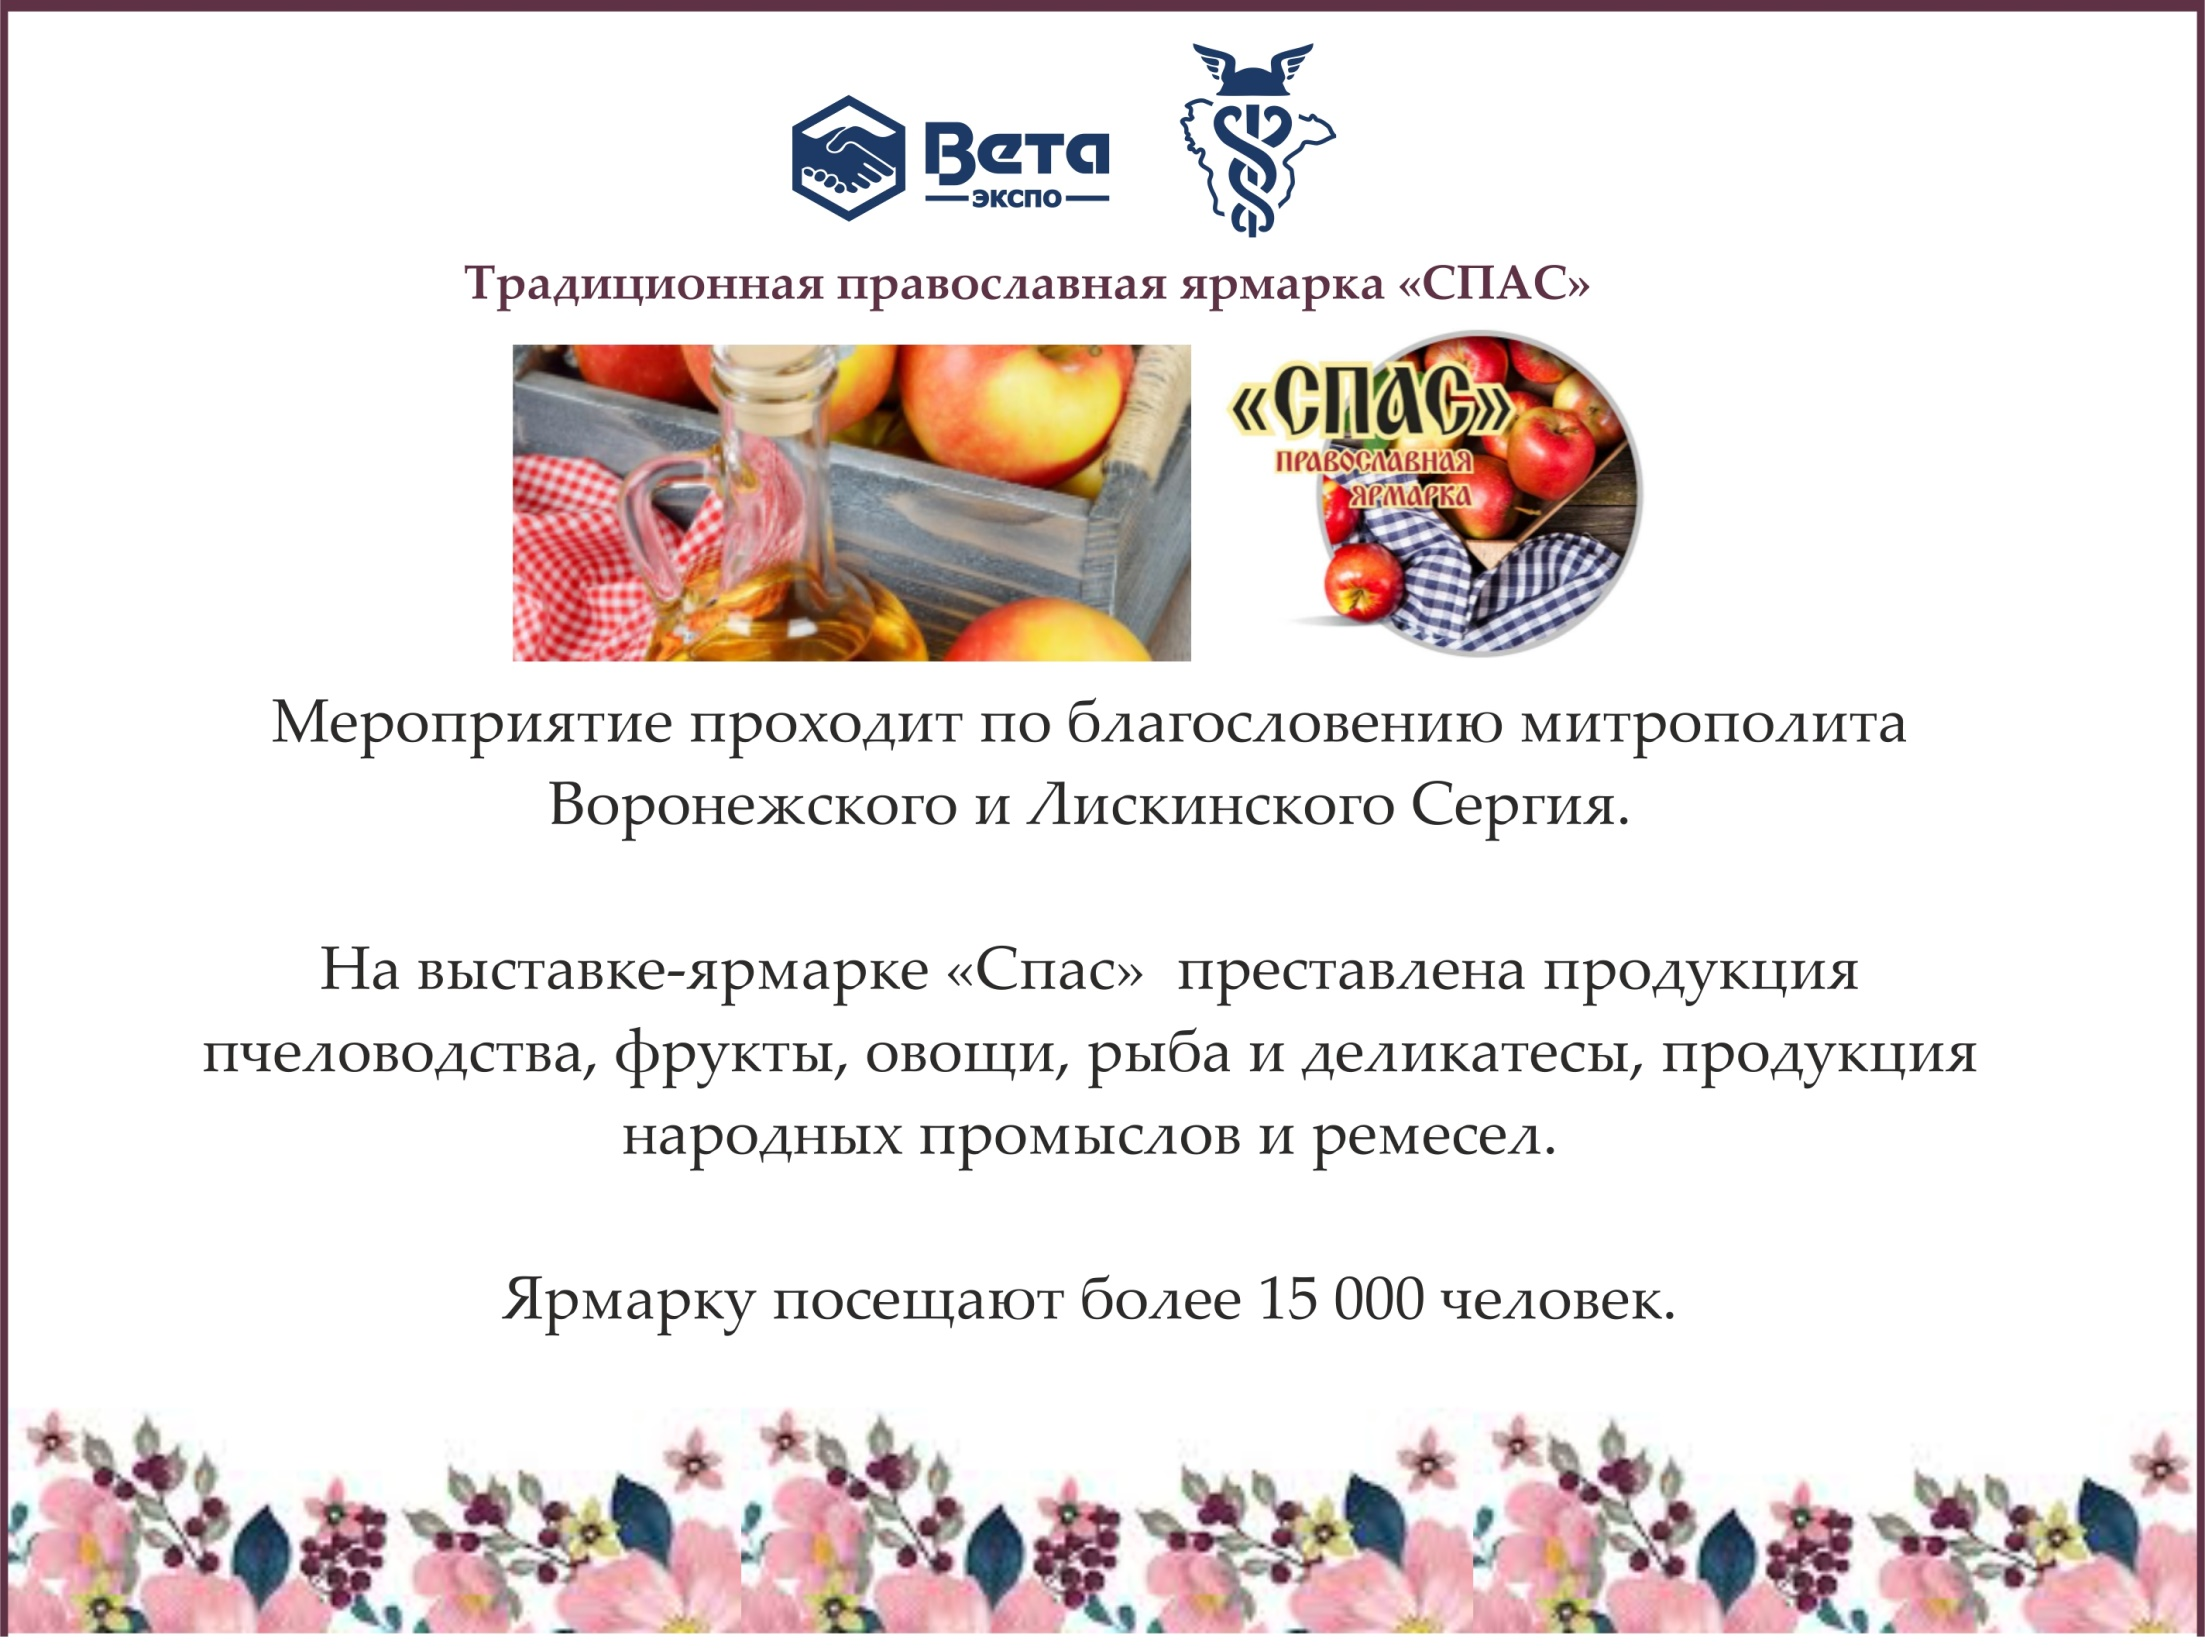 Вета
экспо
Традиционная православная ярмарка «СПАС»
«СПАС»
ПРАВОСЛАВНАЯ
ЯРМАРКА
Мероприятие проходит по благословению митрополита
Воронежского и Лискинского Сергия.
На выставке-ярмарке «Спас» преставлена продукция
пчеловодства, фрукты, овощи, рыба и деликатесы, продукция
народных промыслов и ремесел.
Ярмарку посещают более 15 000 человек.